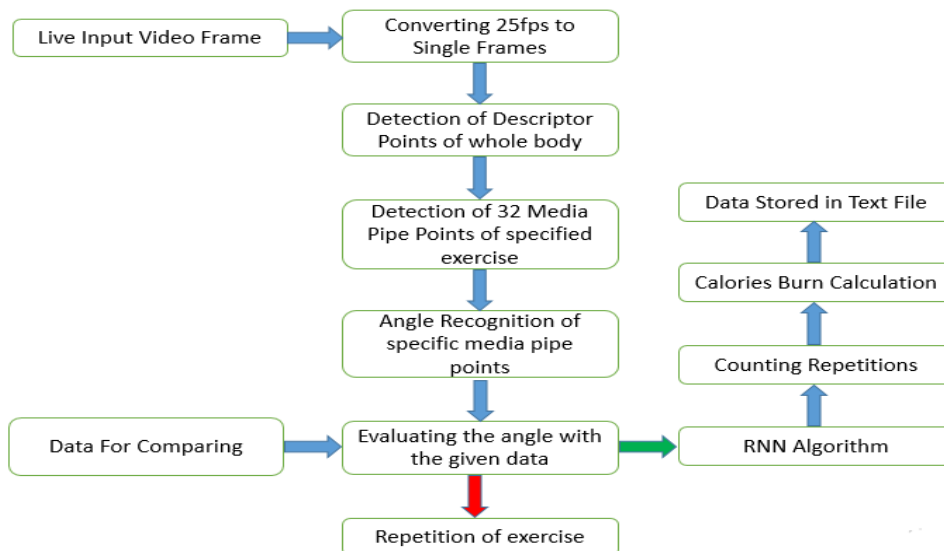 Live Input Video Frame
Converting 25fps to
Single Frames
Detection of Descriptor
Points of whole body
Detection of 32 Media
Pipe Points of specified
exercise
Angle Recognition of
specific media pipe
points
Data For Comparing
Evaluating the angle with
the given data
Repetition of exercise
RNN Algorithm
Counting Repetitions
Calories Burn Calculation
Data Stored in Text File